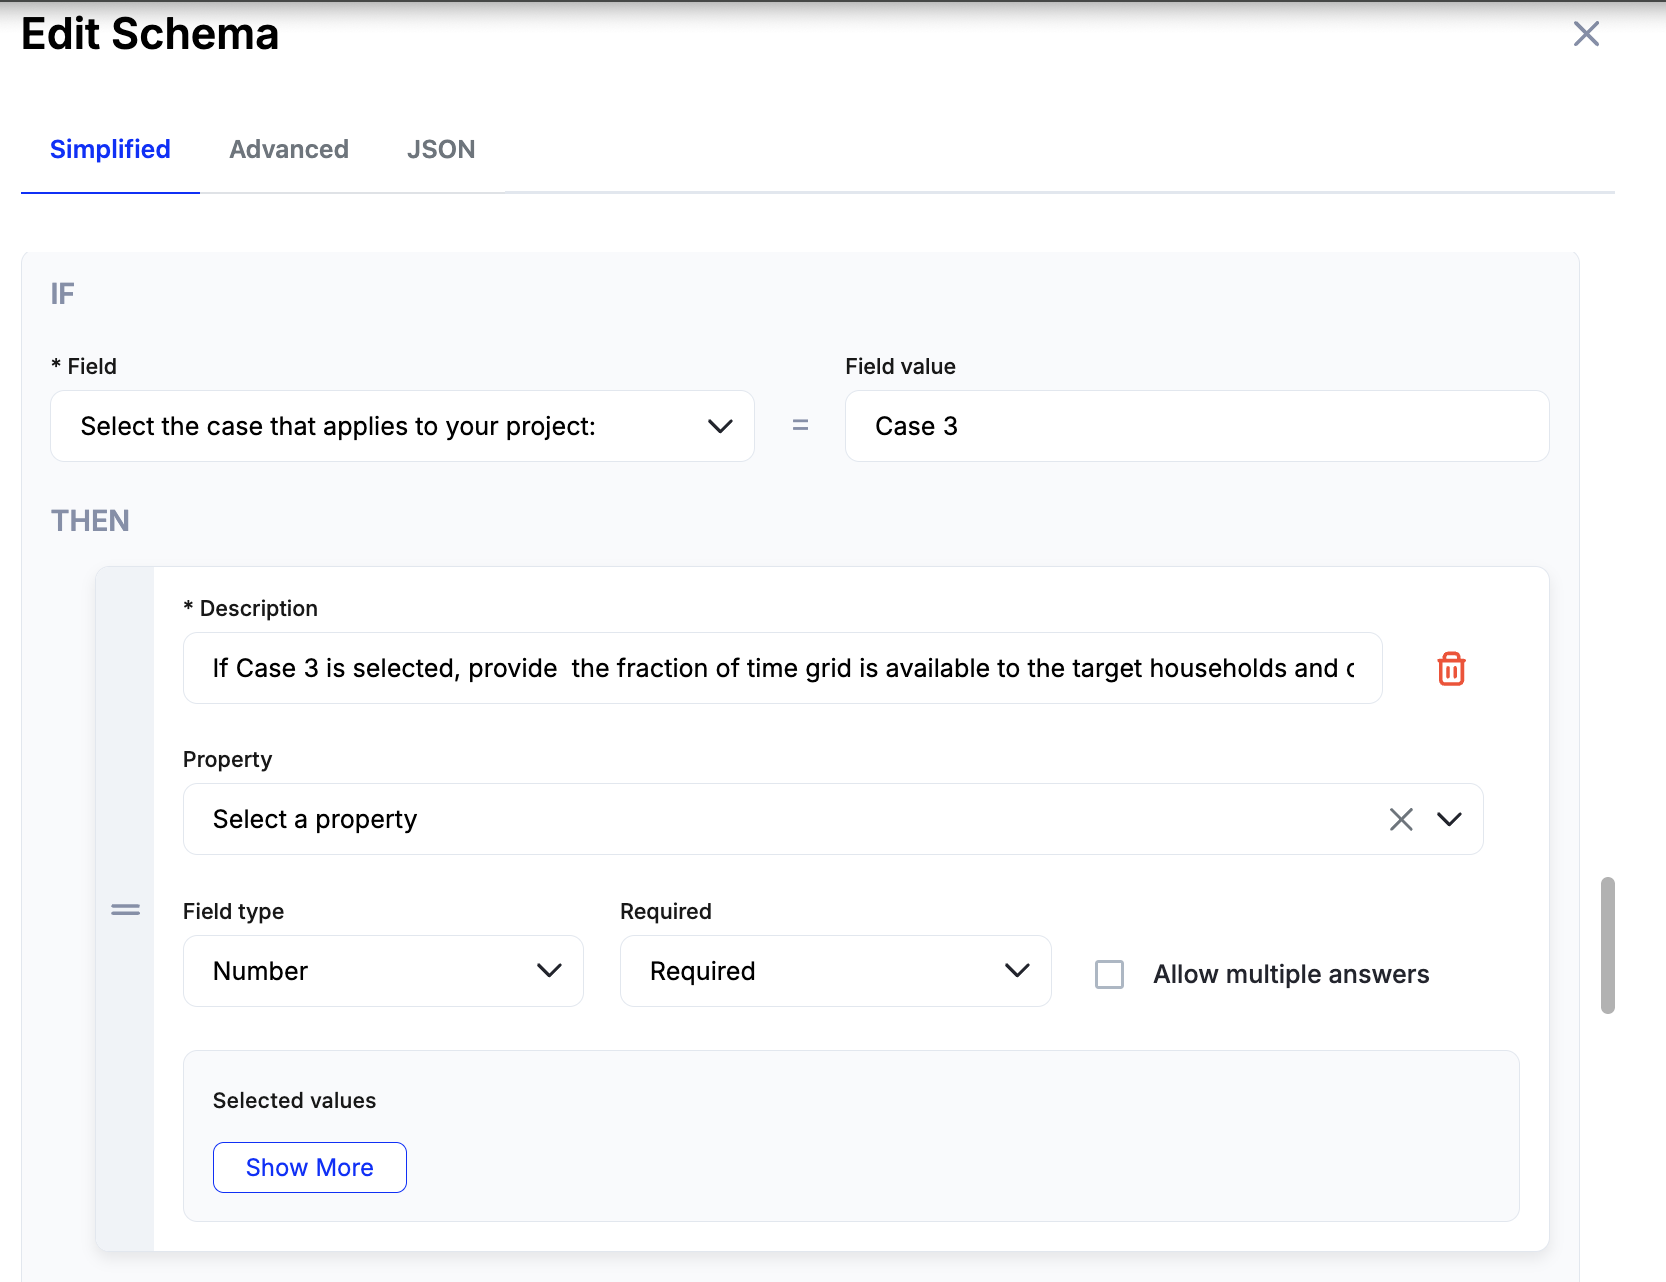 Edit Schema
Simplified Advanced JSON
IF
* Field Field value
Select the case that applies to your project: = Case 3
THEN
* Description
If Case 3 is selected, provide  the fraction of time grid is available to the target households and
Property
Select a property
Field type Required
Number Required Allow multiple answers
Selected values
Show More